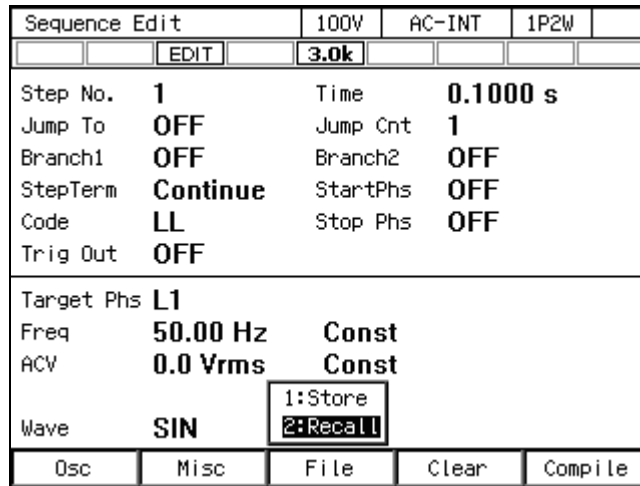 Sequence Edit 100V AC-INT 1P2W
EDIT 3.0k
Step No. 1 Time 0.1000 s
Jump To OFF Jump Cnt 1
Branch1 OFF Branch2 OFF
StepTerm Continue StartPhs OFF
Code LL Stop Phs OFF
Trig Out OFF
Target Phs L1
Freq 50.00 Hz Const
ACV 0.0 Vrms Const
1:Store
Wave SIN 2:Recall
Osc Misc File Clear Compile